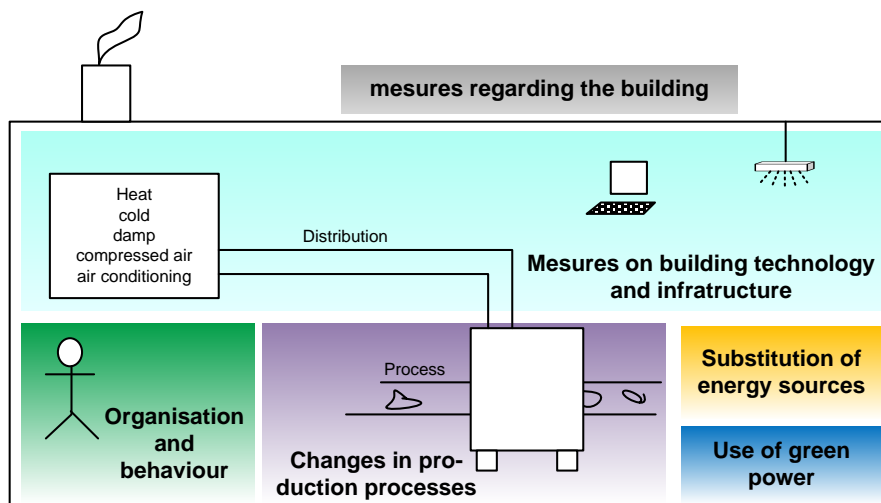 mesures regarding the building
Heat
cold
damp
compressed air
air conditioning
Distribution
Mesures on building technology
and infratructure
Process
Organisation
and
behaviour
Changes in pro-
duction processes
Substitution of
energy sources
Use of green
power